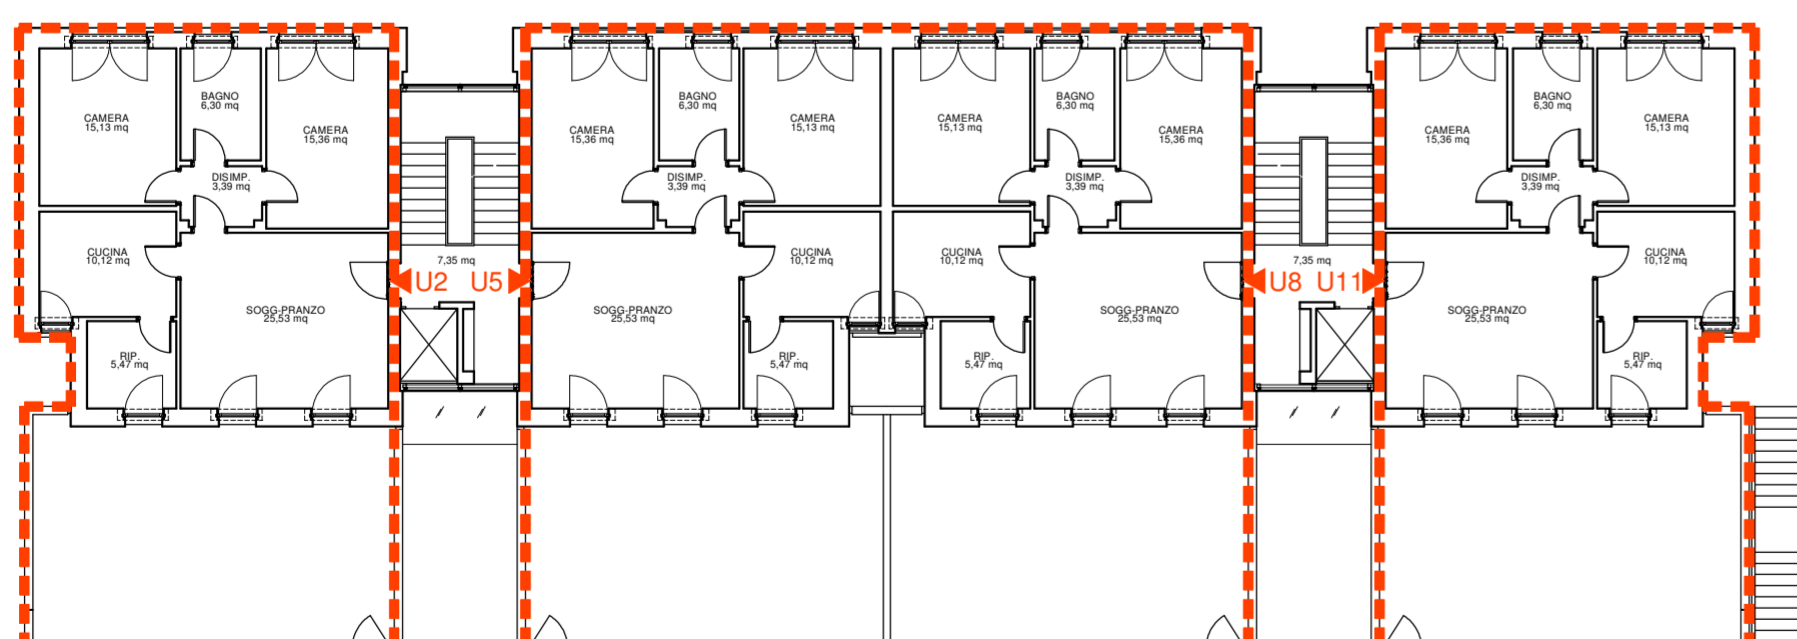 CAMERA
15,13 mq
BAGNO
6,30 mq
CAMERA
15,36 mq
DISIMP.
3,39 mq
CUCINA
10,12 mq
SOGG-PRANZO
25,53 mq
RIP.
5,47 mq
7,35 mq
U2 U5
CAMERA
15,36 mq
BAGNO
6,30 mq
CAMERA
15,13 mq
DISIMP.
3,39 mq
CUCINA
10,12 mq
SOGG-PRANZO
25,53 mq
RIP.
5,47 mq
CAMERA
15,13 mq
BAGNO
6,30 mq
CAMERA
15,36 mq
DISIMP.
3,39 mq
CUCINA
10,12 mq
SOGG-PRANZO
25,53 mq
RIP.
5,47 mq
7,35 mq
U8 U11
CAMERA
15,36 mq
BAGNO
6,30 mq
CAMERA
15,13 mq
DISIMP.
3,39 mq
CUCINA
10,12 mq
SOGG-PRANZO
25,53 mq
RIP.
5,47 mq